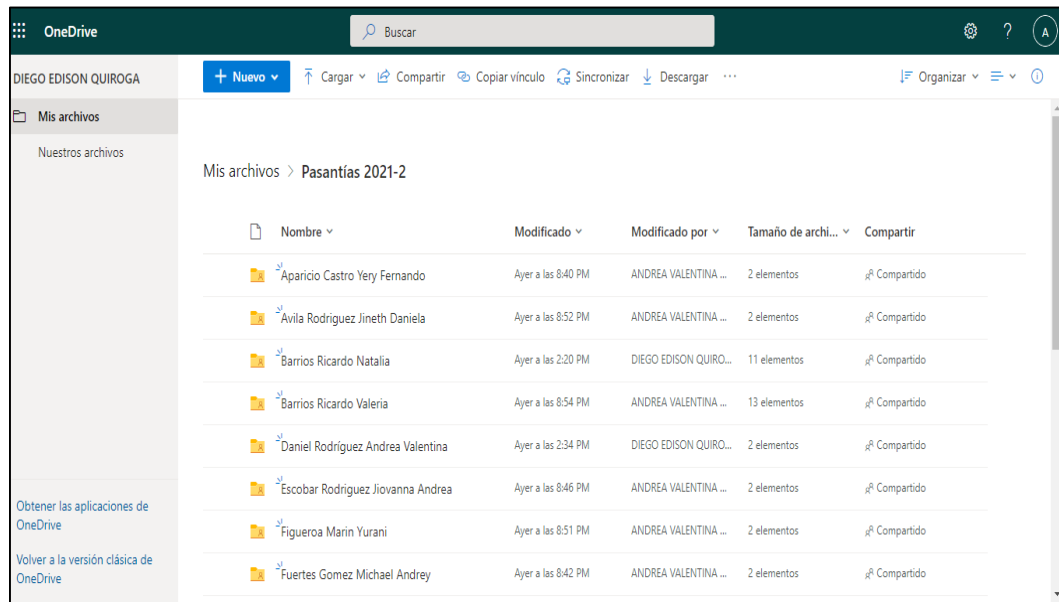 OneDrive
Buscar
?
A
DIEGO EDISON QUIROGA
+ Nuevo
Cargar
Compartir
Copiar vínculo
Sincronizar
Descargar
···
Organizar
Mis archivos
Nuestros archivos
Mis archivos > Pasantías 2021-2
Nombre Modificado Modificado por Tamaño de archi... Compartir
Aparicio Castro Yery Fernando Ayer a las 8:40 PM ANDREA VALENTINA ... 2 elementos Compartido
Avila Rodriguez Jineth Daniela Ayer a las 8:52 PM ANDREA VALENTINA ... 2 elementos Compartido
Barrios Ricardo Natalia Ayer a las 2:20 PM DIEGO EDISON QUIRO... 11 elementos Compartido
Barrios Ricardo Valeria Ayer a las 8:54 PM ANDREA VALENTINA ... 13 elementos Compartido
Daniel Rodríguez Andrea Valentina Ayer a las 2:34 PM DIEGO EDISON QUIRO... 2 elementos Compartido
Escobar Rodriguez Jiovanna Andrea Ayer a las 8:46 PM ANDREA VALENTINA ... 2 elementos Compartido
Figueroa Marin Yurani Ayer a las 8:51 PM ANDREA VALENTINA ... 2 elementos Compartido
Fuertes Gomez Michael Andrey Ayer a las 8:42 PM ANDREA VALENTINA ... 2 elementos Compartido
Obtener las aplicaciones de
OneDrive
Volver a la versión clásica de
OneDrive